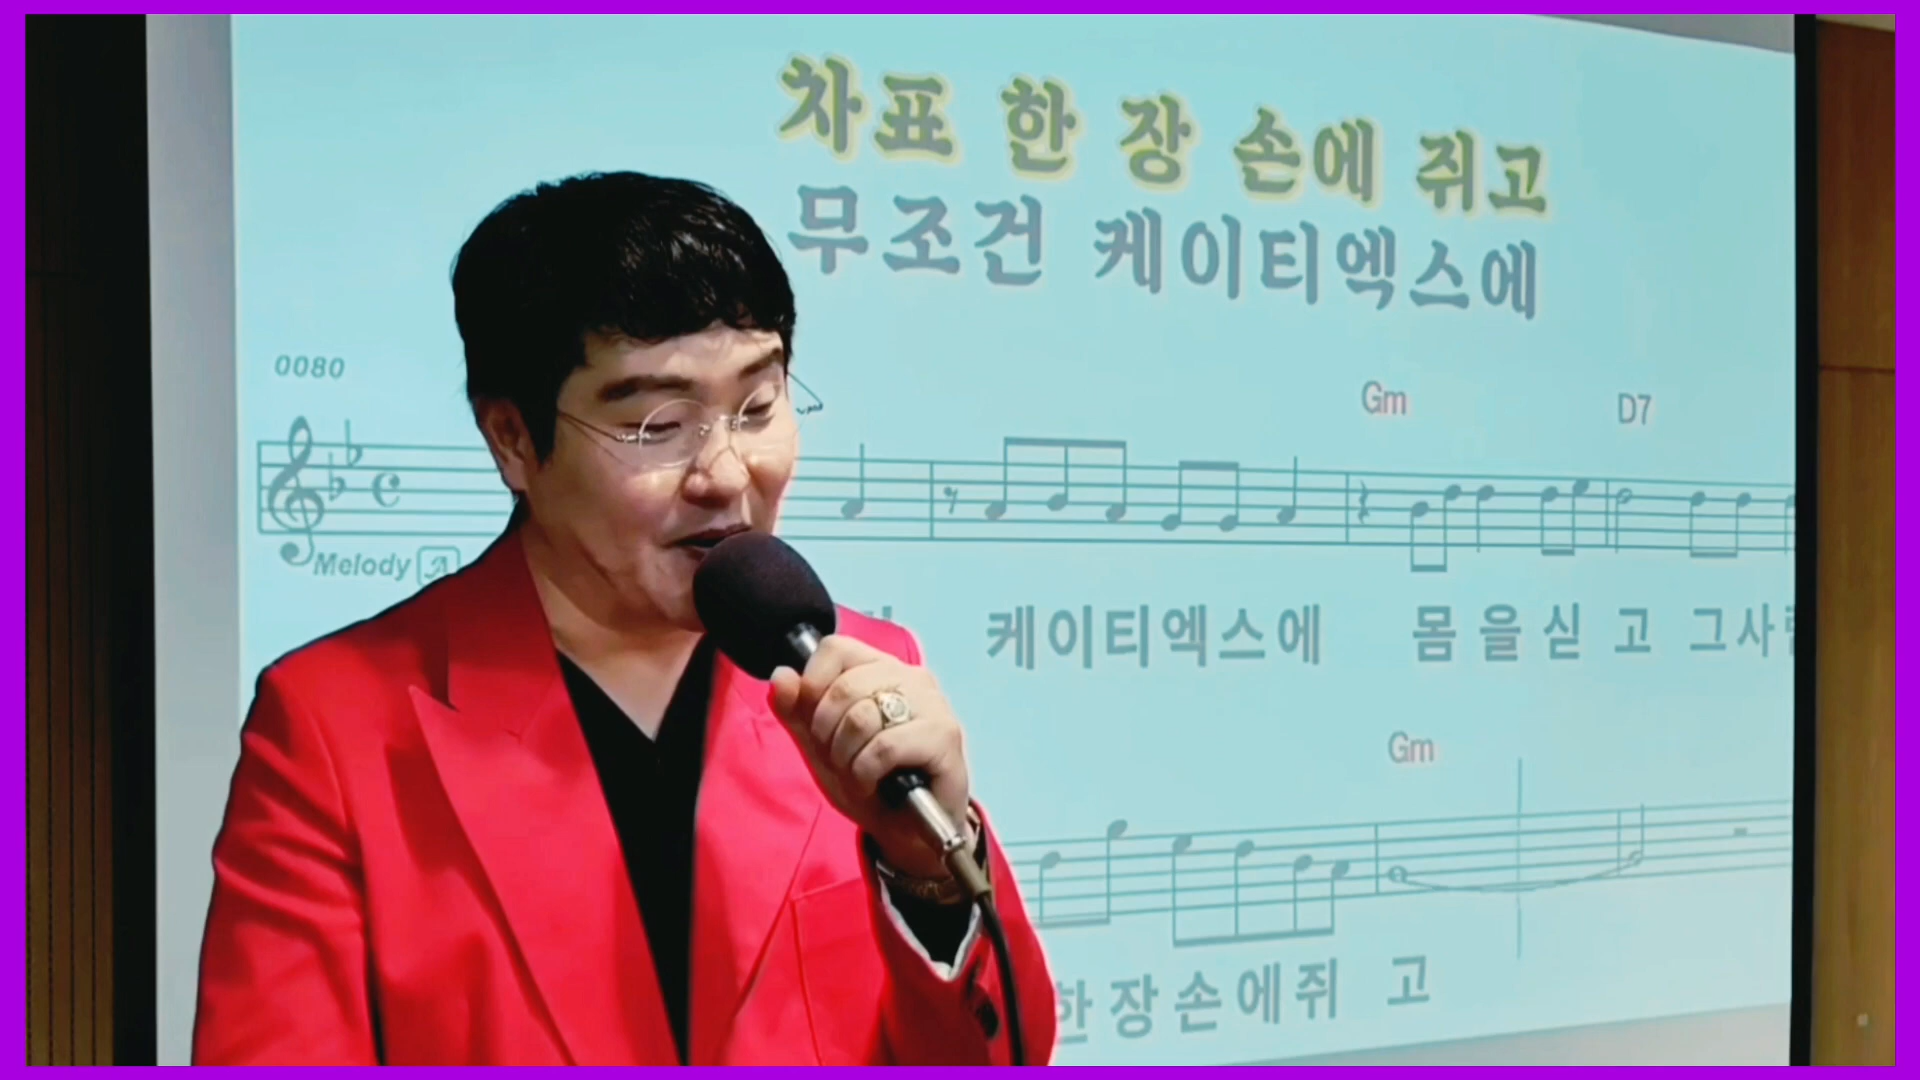 차표 한 장 손에 쥐고
무조건 케이티엑스에
0080
Gm D7
Melody A
케이티엑스에 몸을싣고 그사
Gm
한장손에쥐 고